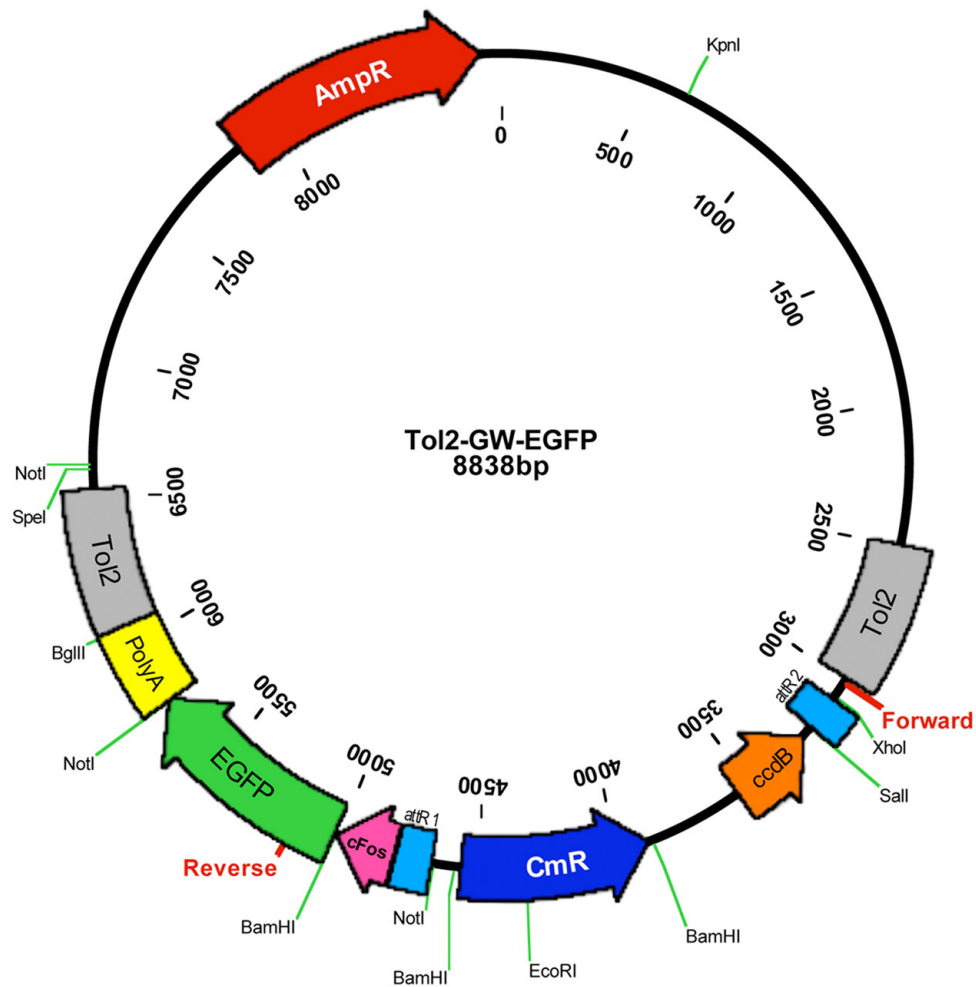 AmpR
KpnI
0
500
1000
1500
2000
2500
3000
3500
4000
4500
5000
5500
6000
6500
7000
7500
8000
Tol2-GW-EGFP
8838bp
Tol2
Forward
XhoI
attR2
SalI
ccdB
BamHI
CmR
EcoRI
BamHI
attR1
NotI
cFos
BamHI
Reverse
EGFP
NotI
PolyA
BglII
Tol2
SpeI
NotI